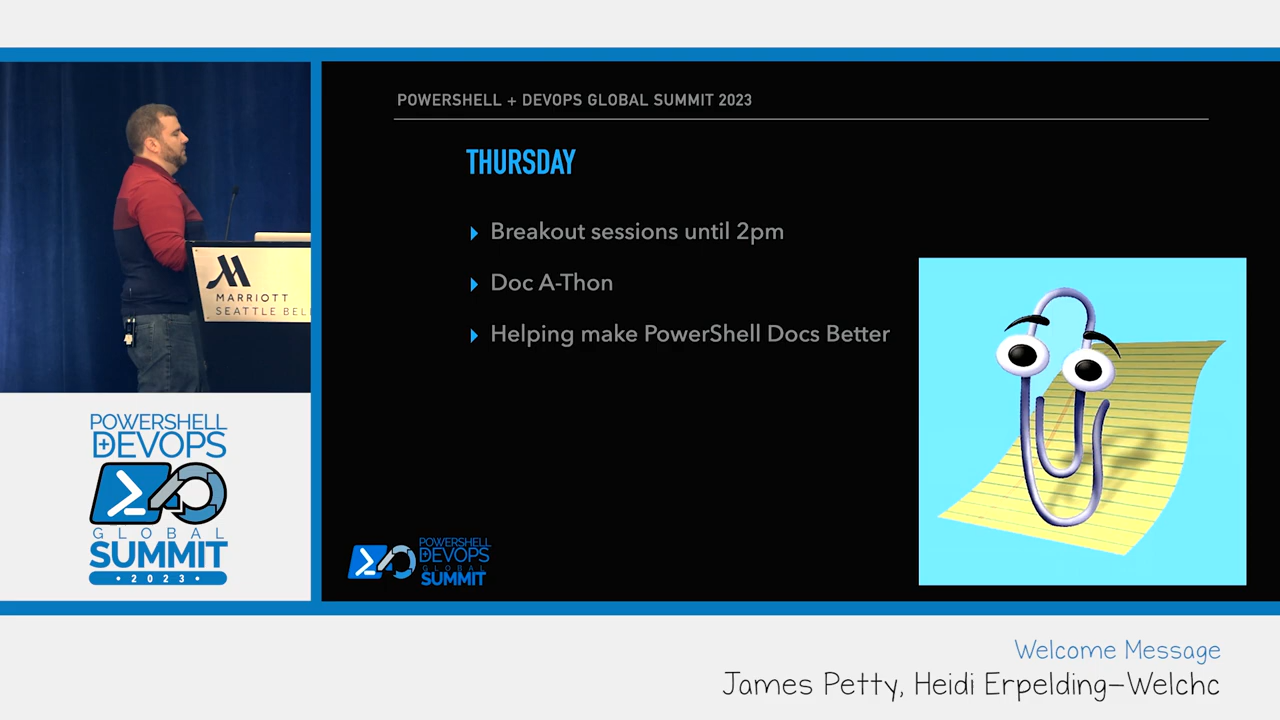 POWERSHELL + DEVOPS GLOBAL SUMMIT 2023
THURSDAY
Breakout sessions until 2pm
Doc A-Thon
Helping make PowerShell Docs Better
MARRIOTT
SEATTLE BEL
POWERSHELL
DEVOPS
GLOBAL
SUMMIT
2023
POWERSHELL
DEVOPS
GLOBAL
SUMMIT
Welcome Message
James Petty, Heidi Erpelding-Welchc